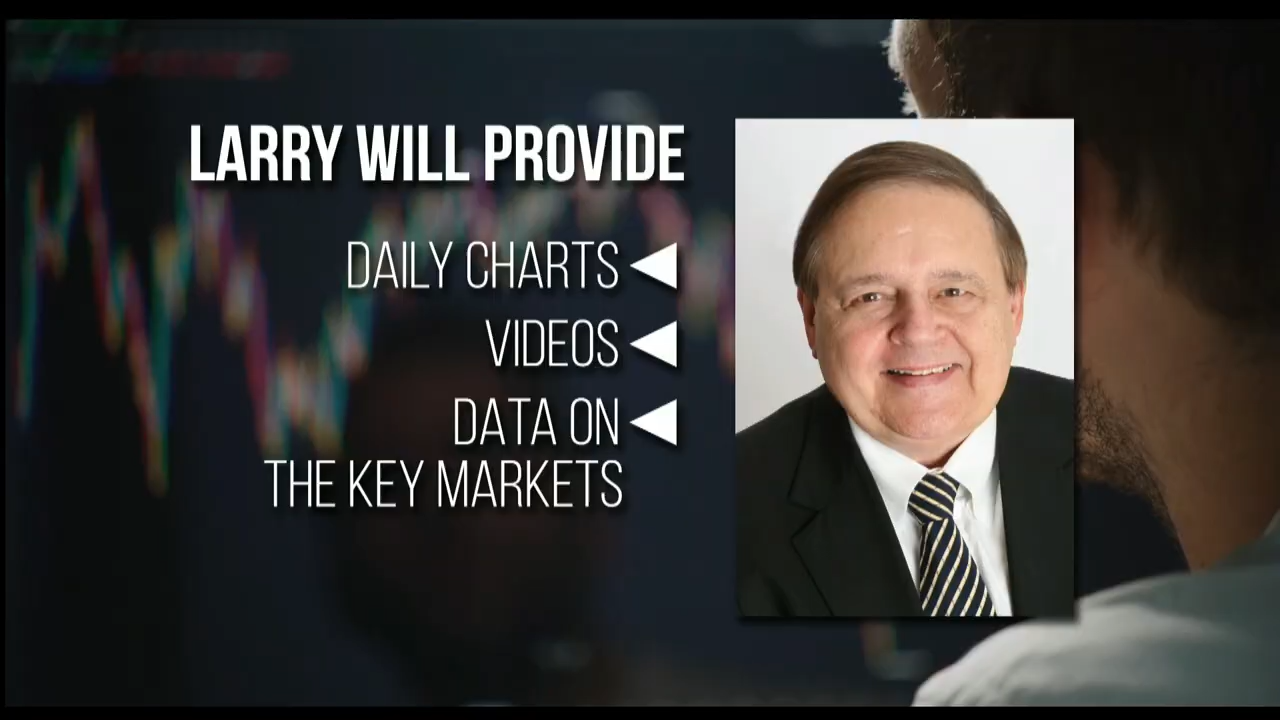 LARRY WILL PROVIDE
DAILY CHARTS
VIDEOS
DATA ON
THE KEY MARKETS